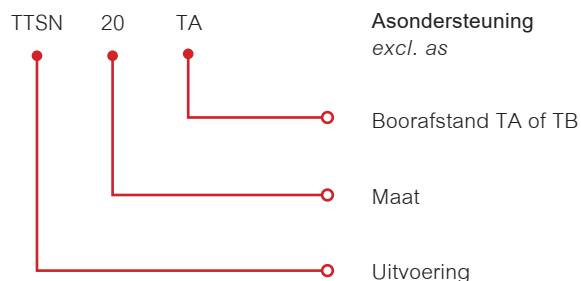 TTSN 20 TA Asondersteuning
excl. as
Boorafstand TA of TB
Maat
Uitvoering